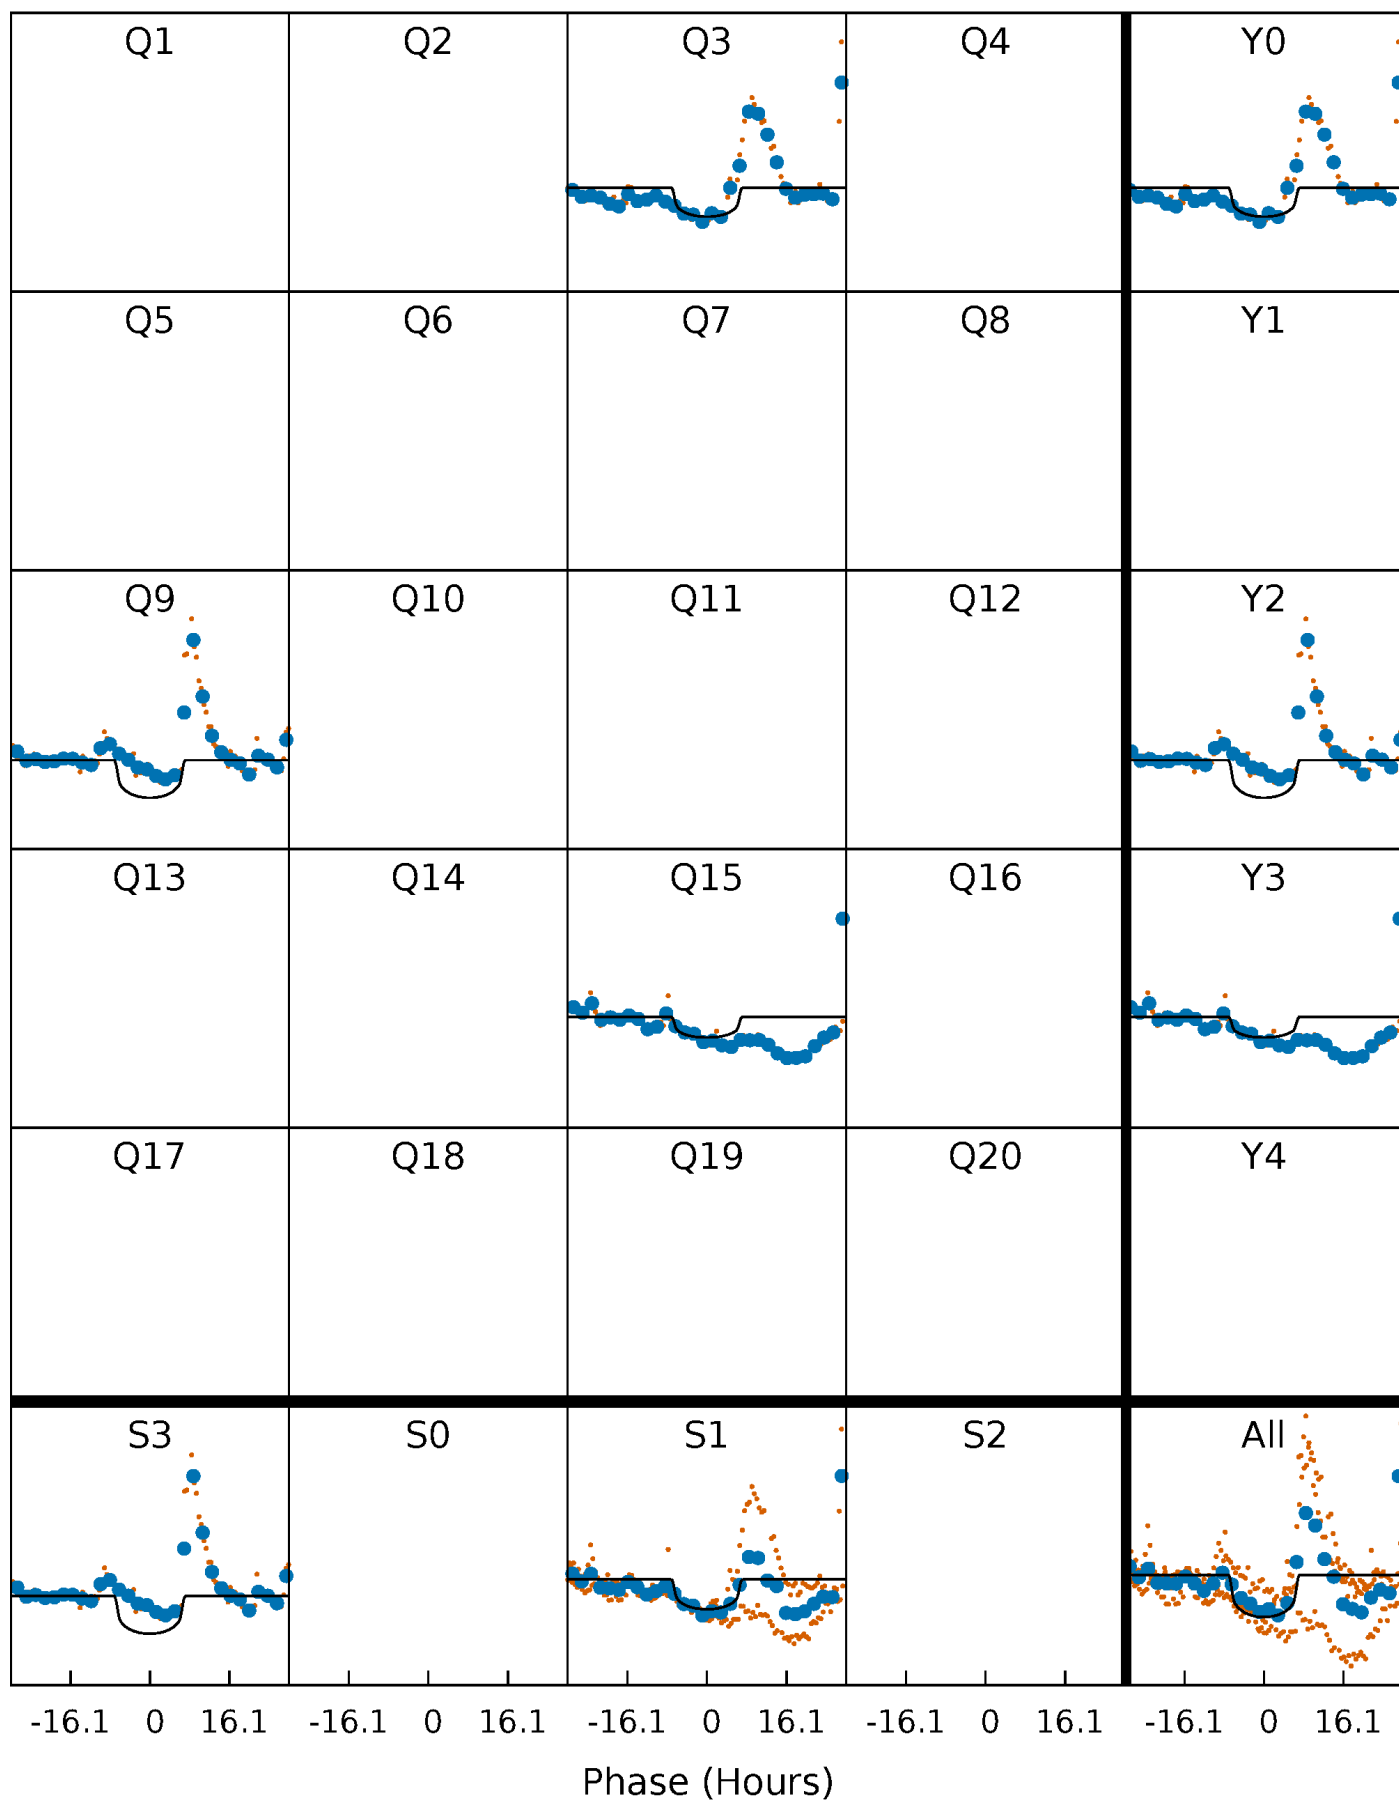 Q1 Q2 Q3 Q4 Y0
Q5 Q6 Q7 Q8 Y1
Q9 Q10 Q11 Q12 Y2
Q13 Q14 Q15 Q16 Y3
Q17 Q18 Q19 Q20 Y4
S3 S0 S1 S2 All
-16.1 0 16.1 -16.1 0 16.1 -16.1 0 16.1 -16.1 0 16.1 -16.1 0 16.1
Phase (Hours)